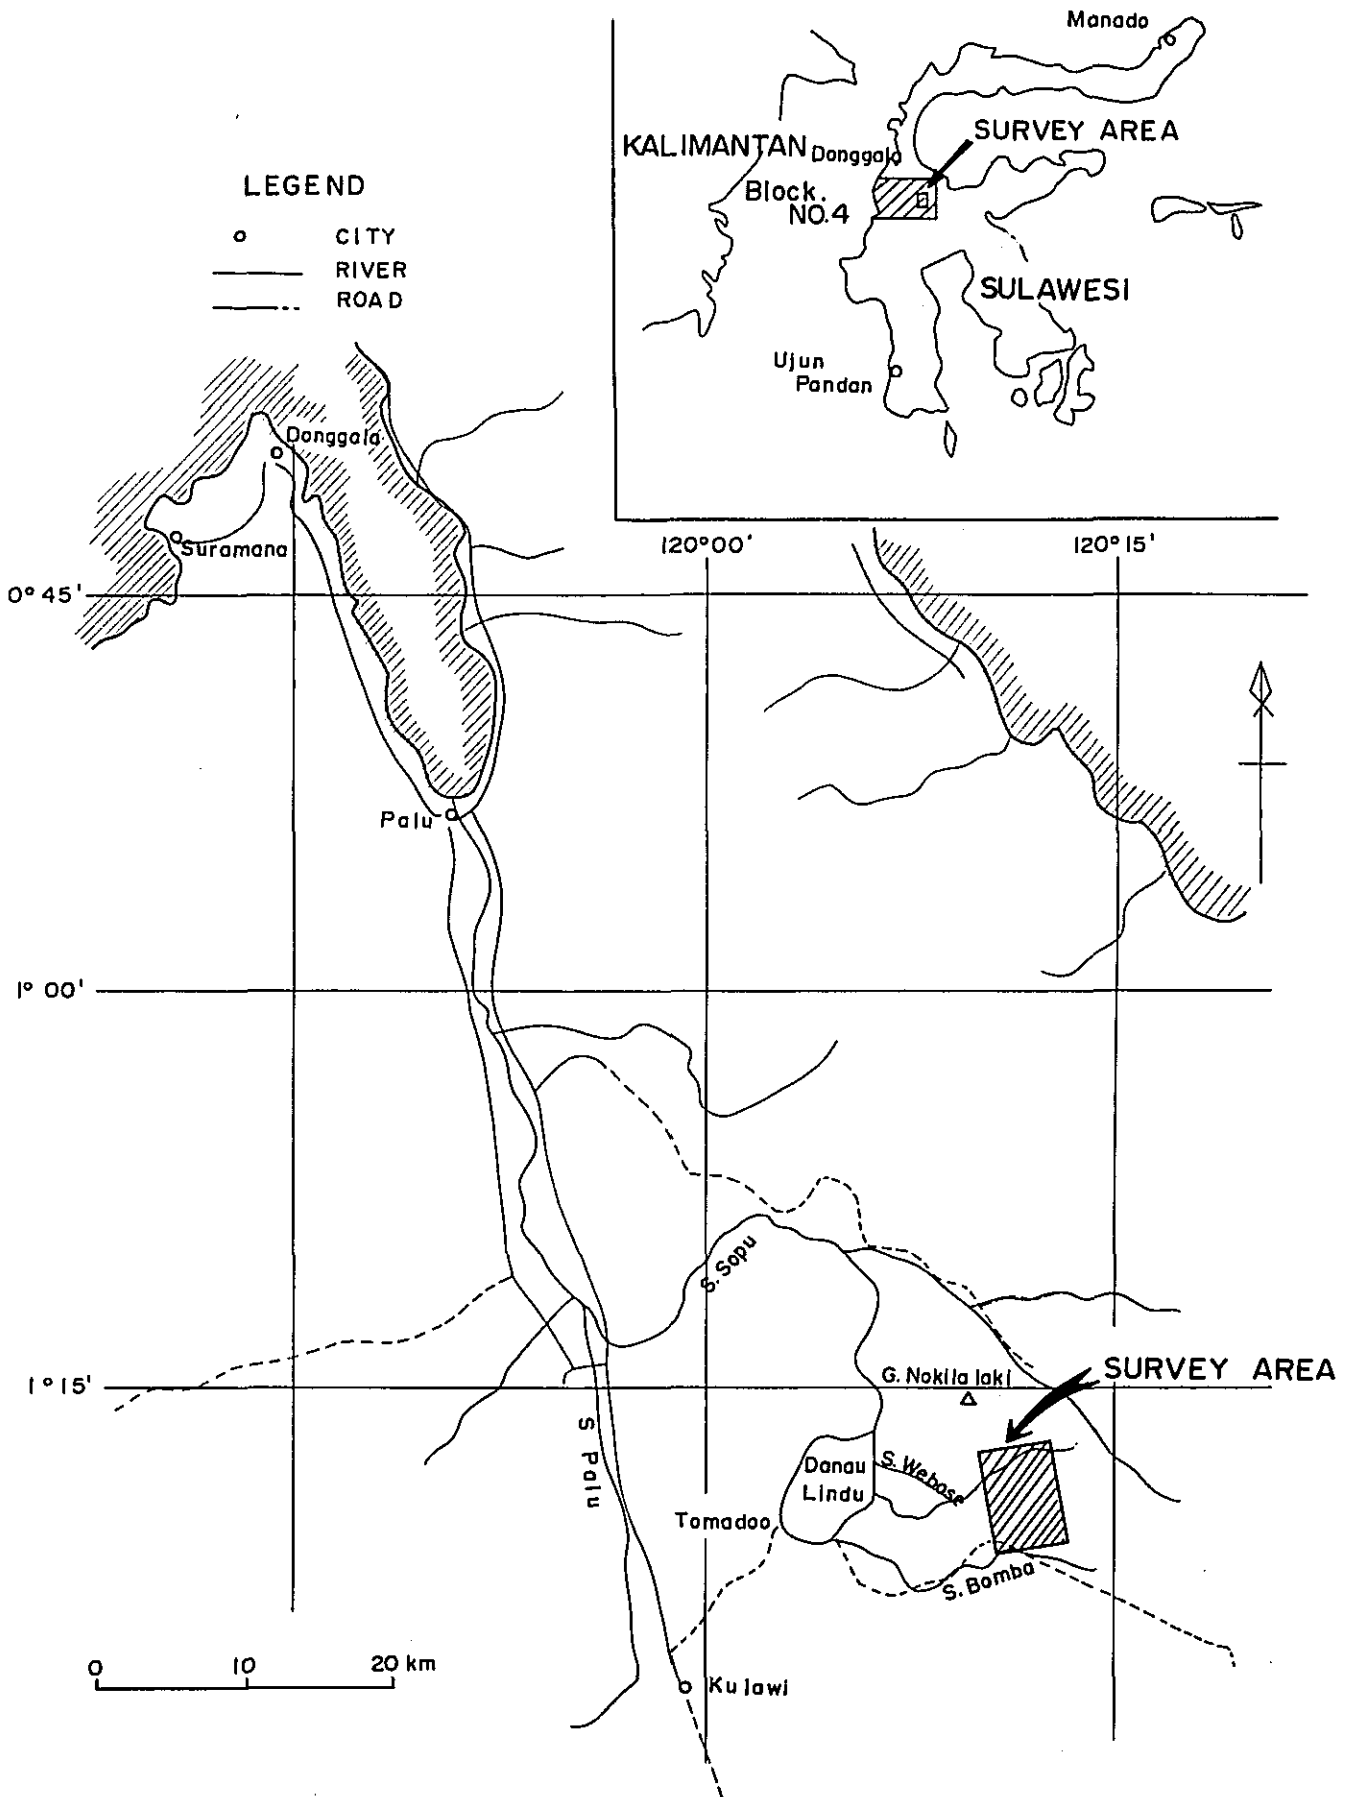 Manado
KALIMANTAN
Donggala
SURVEY AREA
Block.
NO.4
SULAWESI
Ujun
Pandan
LEGEND
CITY
RIVER
ROAD
Donggala
Suramana
120°00'
120°15'
0°45'
Palu
1°00'
S. Sopu
1°15'
G. Nokilalaki
SURVEY AREA
S Palu
Danau
Lindu
S. Webose
Tomadoo
S. Bomba
0
10
20 km
Kulawi